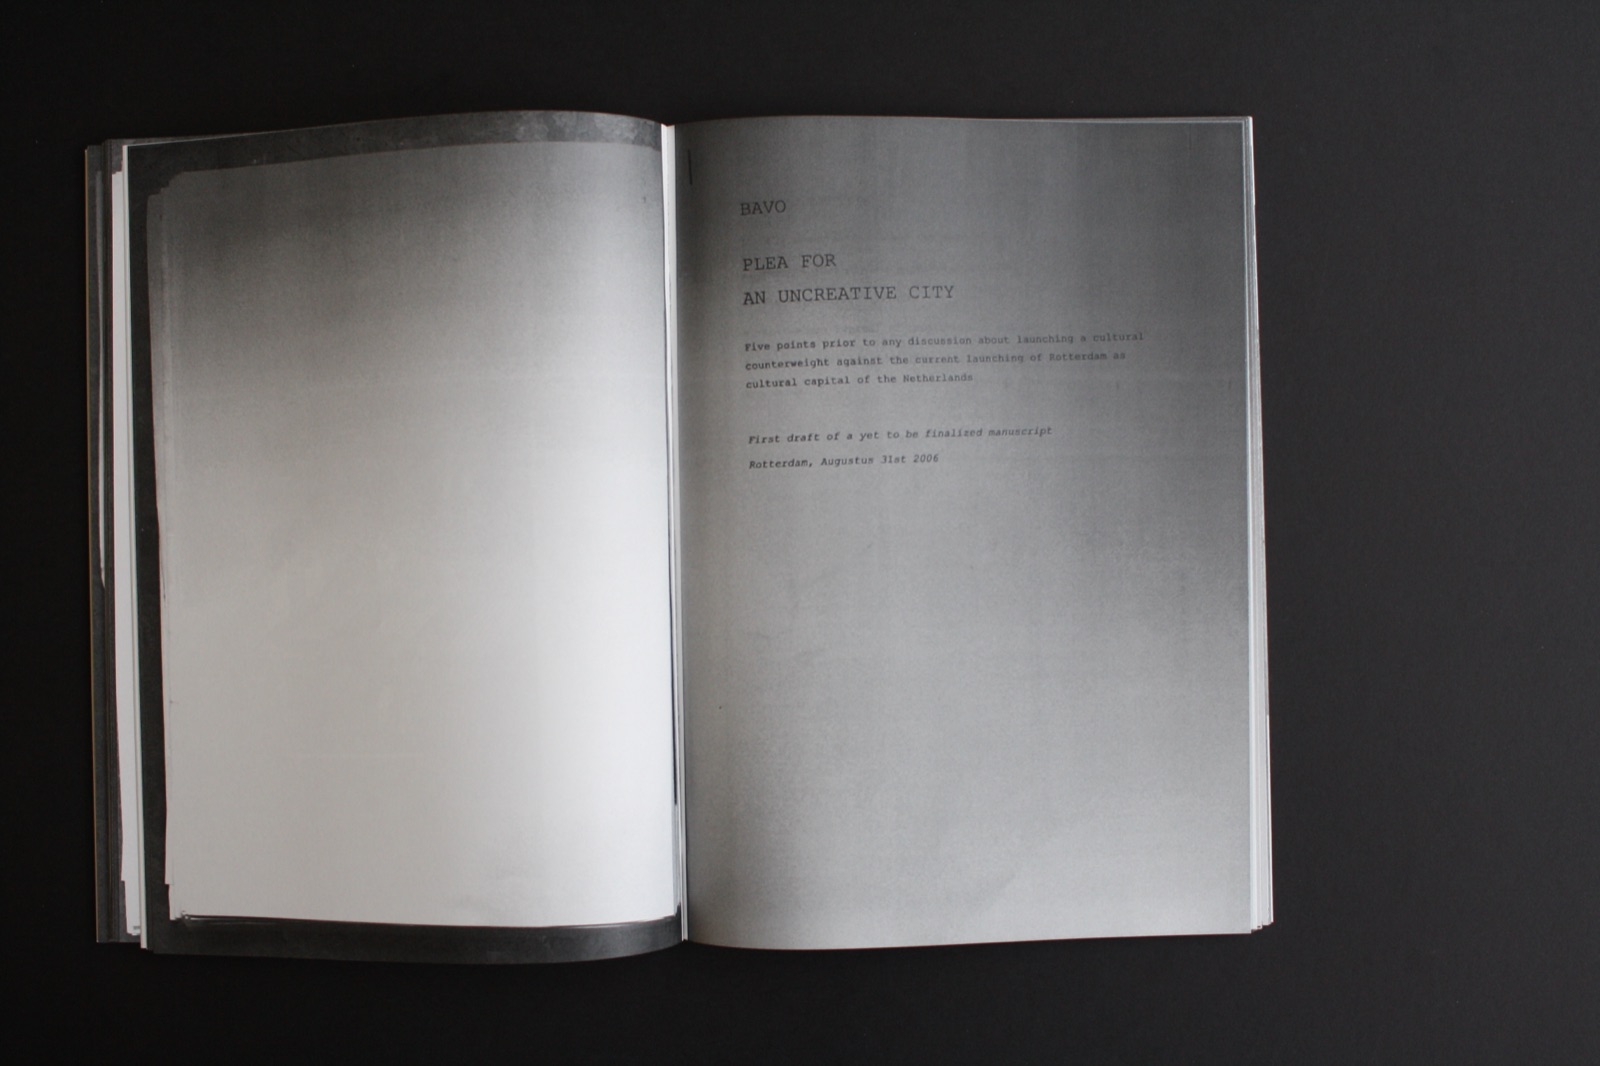 BAVO
PLEA FOR
AN UNCREATIVE CITY
Five points prior to any discussion about launching a cultural
counterweight against the current launching of Rotterdam as
cultural capital of the Netherlands
First draft of a yet to be finalized manuscript
Rotterdam, Augustus 31st 2006